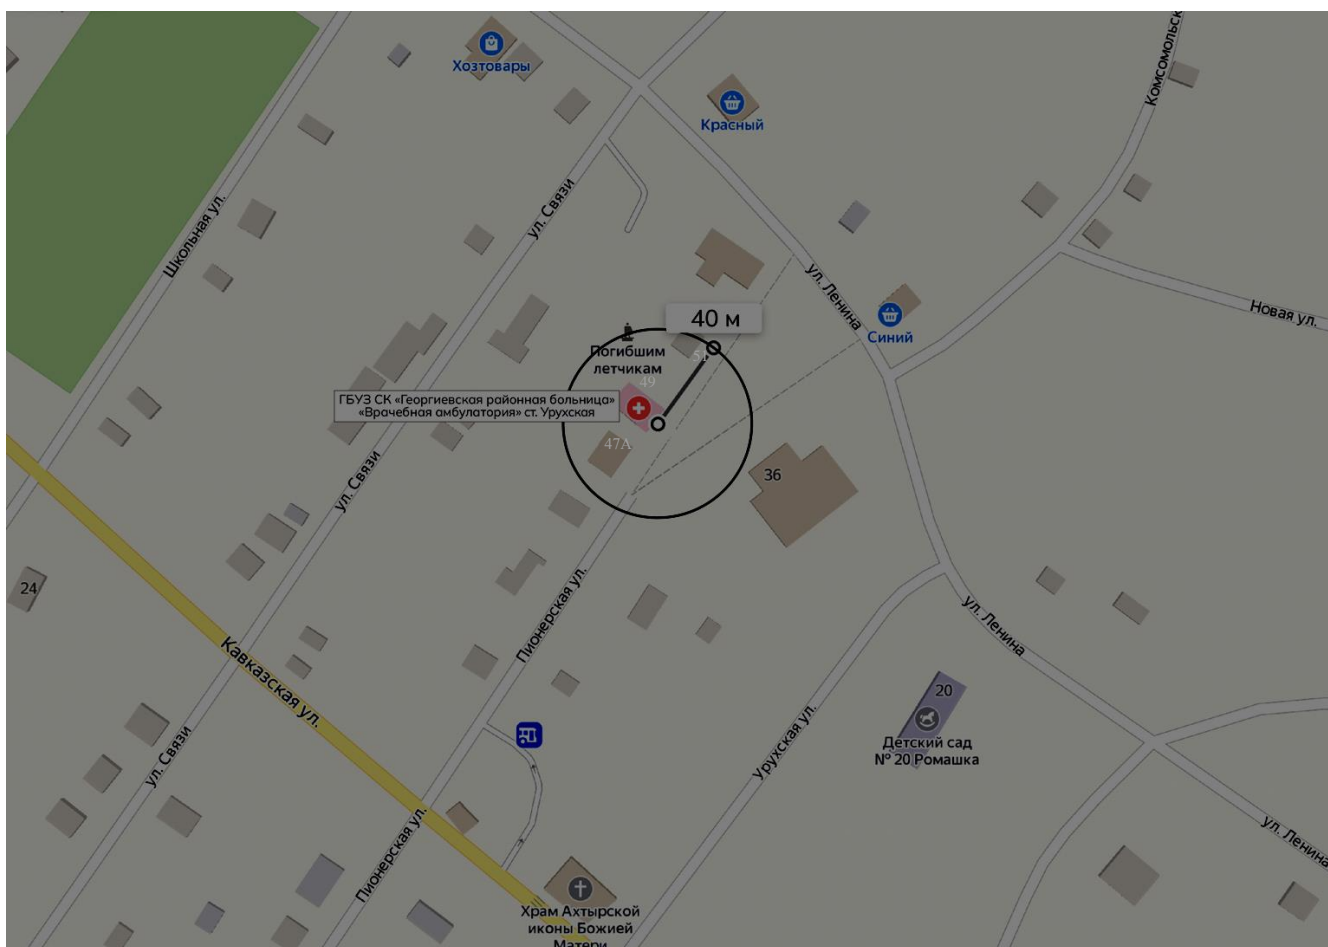 Хозтовары
Красный
Комсомольск
ул. Связи
Школьная ул.
ул. Ленина
Новая ул.
Синий
40 м
Погибшим
летчикам
51
49
ГБУЗ СК «Георгиевская районная больница»
«Врачебная амбулатория» ст. Урухская
47А
36
ул. Связи
24
Пионерская ул.
ул. Ленина
Кавказская ул.
20
Детский сад
№ 20 Ромашка
Урухская ул.
ул. Связи
Пионерская ул.
ул. Ленина
Храм Ахтырской
иконы Божией
Матери